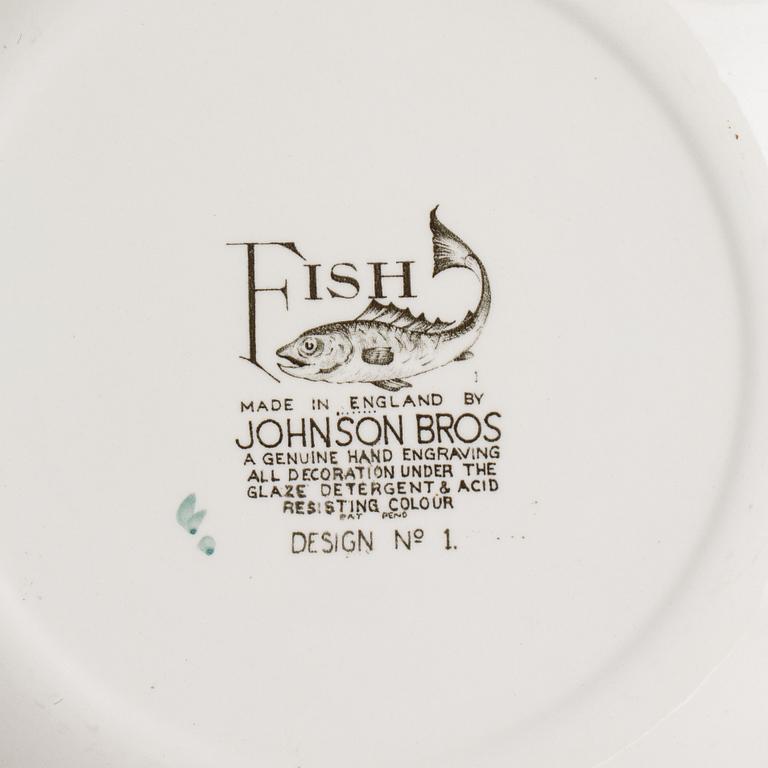 FISH
MADE IN ENGLAND BY
JOHNSON BROS
A GENUINE HAND ENGRAVING
ALL DECORATION UNDER THE
GLAZE DETERGENT & ACID
RESISTING COLOUR
PAT PEND
DESIGN Nº 1.